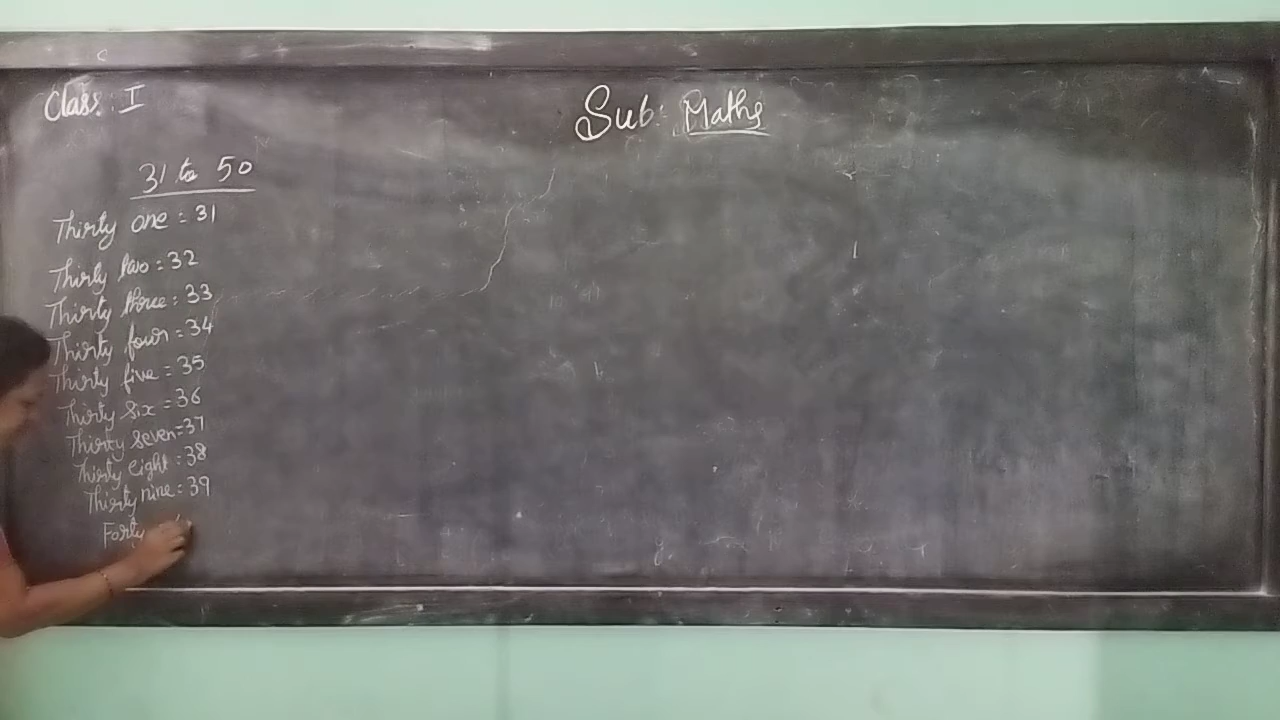 Class: I
Sub: Maths
31 to 50
Thirty one = 31
Thirty two = 32
Thirty three = 33
Thirty four = 34
Thirty five = 35
Thirty six = 36
Thirty seven = 37
Thirty eight = 38
Thirty nine = 39
Forty